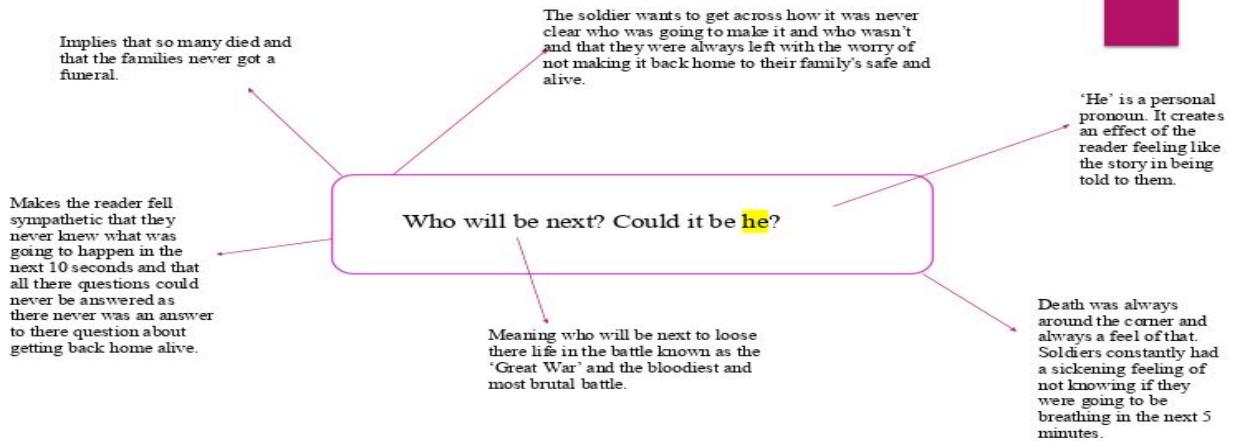 The soldier wants to get across how it was never
clear who was going to make it and who wasn't
and that they were always left with the worry of
not making it back home to their family's safe and
alive.
Implies that so many died and
that the families never got a
funeral.
'He' is a personal
pronoun. It creates
an effect of the
reader feeling like
the story in being
told to them.
Makes the reader fell
sympathetic that they
never knew what was
going to happen in the
next 10 seconds and that
all there questions could
never be answered as
there never was an answer
to there question about
getting back home alive.
Who will be next? Could it be he?
Meaning who will be next to loose
there life in the battle known as the
'Great War' and the bloodiest and
most brutal battle.
Death was always
around the corner and
always a feel of that.
Soldiers constantly had
a sickening feeling of
not knowing if they
were going to be
breathing in the next 5
minutes.